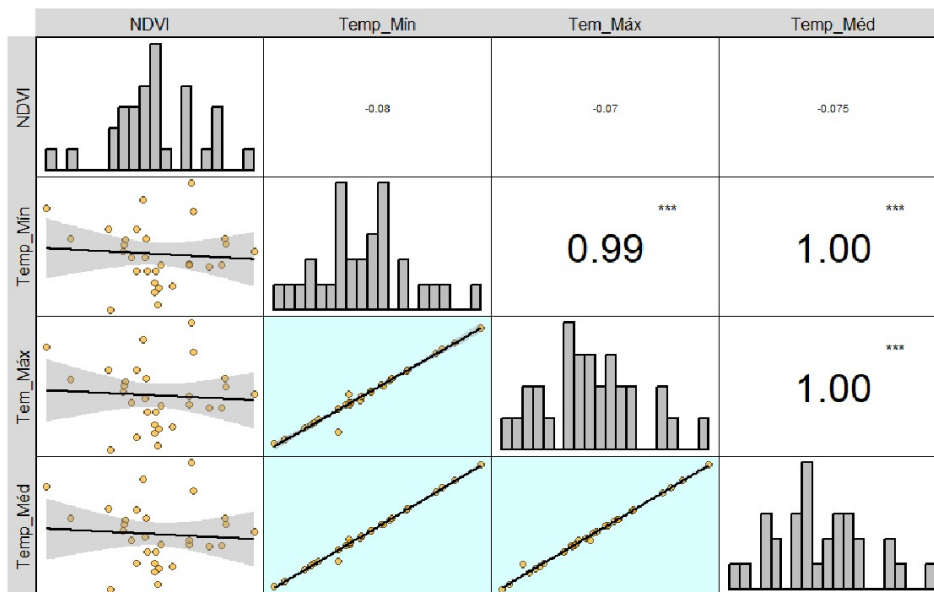 NDVI Temp_Mín Tem_Máx Temp_Méd
NDVI
-0.08
-0.07
-0.075
Temp_Mín
0.99
***
1.00
***
Tem_Máx
1.00
***
Temp_Méd